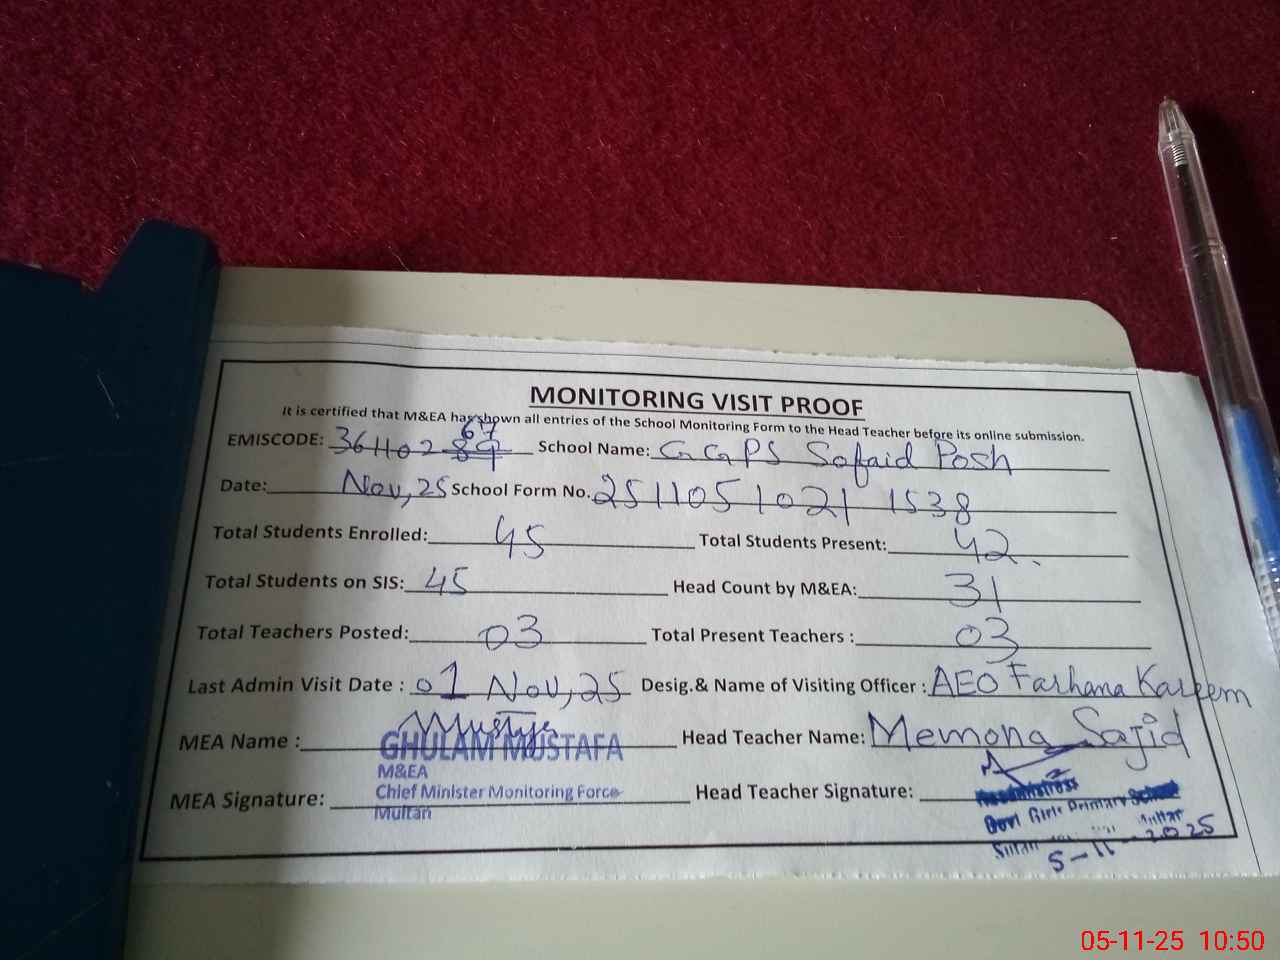 MONITORING VISIT PROOF
It is certified that M&EA has shown all entries of the School Monitoring Form to the Head Teacher before its online submission.
67
EMISCODE: 36110289 School Name: GGPS Sofaid Posh
Date: Nov, 25 School Form No. 2511051021 1538
Total Students Enrolled: 45 Total Students Present: 42
Total Students on SIS: 45 Head Count by M&EA: 31
Total Teachers Posted: 03 Total Present Teachers : 03
Last Admin Visit Date : 01 Nov, 25 Desig.& Name of Visiting Officer : AEO Farhana Kareem
MEA Name : GHULAM MUSTAFA Head Teacher Name: Memona Sajid
M&EA
MEA Signature: Chief Minister Monitoring Force Head Teacher Signature:
Multan
Headmistress
Govt Girls Primary School
5-11-2025
05-11-25 10:50